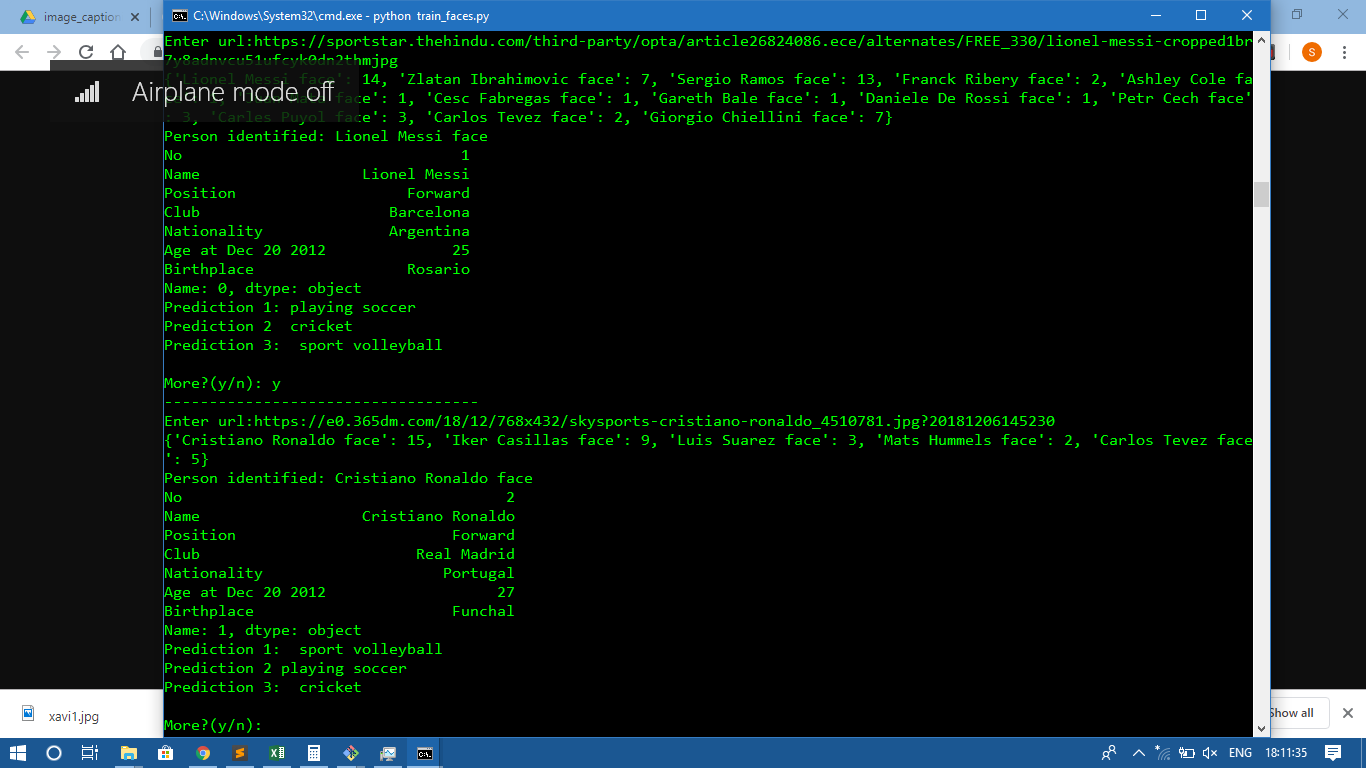 image_caption
C:\Windows\System32\cmd.exe - python train_faces.py
S
Airplane mode off
Enter url:https://sportstar.thehindu.com/third-party/opta/article26824086.ece/alternates/FREE_330/lionel-messi-cropped1br
7y8adnvcu51ufcyk0dn2thmjpg
{'Lionel Messi face': 14, 'Zlatan Ibrahimovic face': 7, 'Sergio Ramos face': 13, 'Franck Ribery face': 2, 'Ashley Cole fa
face': 1, 'Cesc Fabregas face': 1, 'Gareth Bale face': 1, 'Daniele De Rossi face': 1, 'Petr Cech face'
: 3, 'Carles Puyol face': 3, 'Carlos Tevez face': 2, 'Giorgio Chiellini face': 7}
Person identified: Lionel Messi face
No 1
Name Lionel Messi
Position Forward
Club Barcelona
Nationality Argentina
Age at Dec 20 2012 25
Birthplace Rosario
Name: 0, dtype: object
Prediction 1: playing soccer
Prediction 2 cricket
Prediction 3: sport volleyball
More?(y/n): y
-----------------------------------
Enter url:https://e0.365dm.com/18/12/768x432/skysports-cristiano-ronaldo_4510781.jpg?20181206145230
{'Cristiano Ronaldo face': 15, 'Iker Casillas face': 9, 'Luis Suarez face': 3, 'Mats Hummels face': 2, 'Carlos Tevez face
': 5}
Person identified: Cristiano Ronaldo face
No 2
Name Cristiano Ronaldo
Position Forward
Club Real Madrid
Nationality Portugal
Age at Dec 20 2012 27
Birthplace Funchal
Name: 1, dtype: object
Prediction 1: sport volleyball
Prediction 2 playing soccer
Prediction 3: cricket
More?(y/n):
xavi1.jpg
Show all
ENG
18:11:35